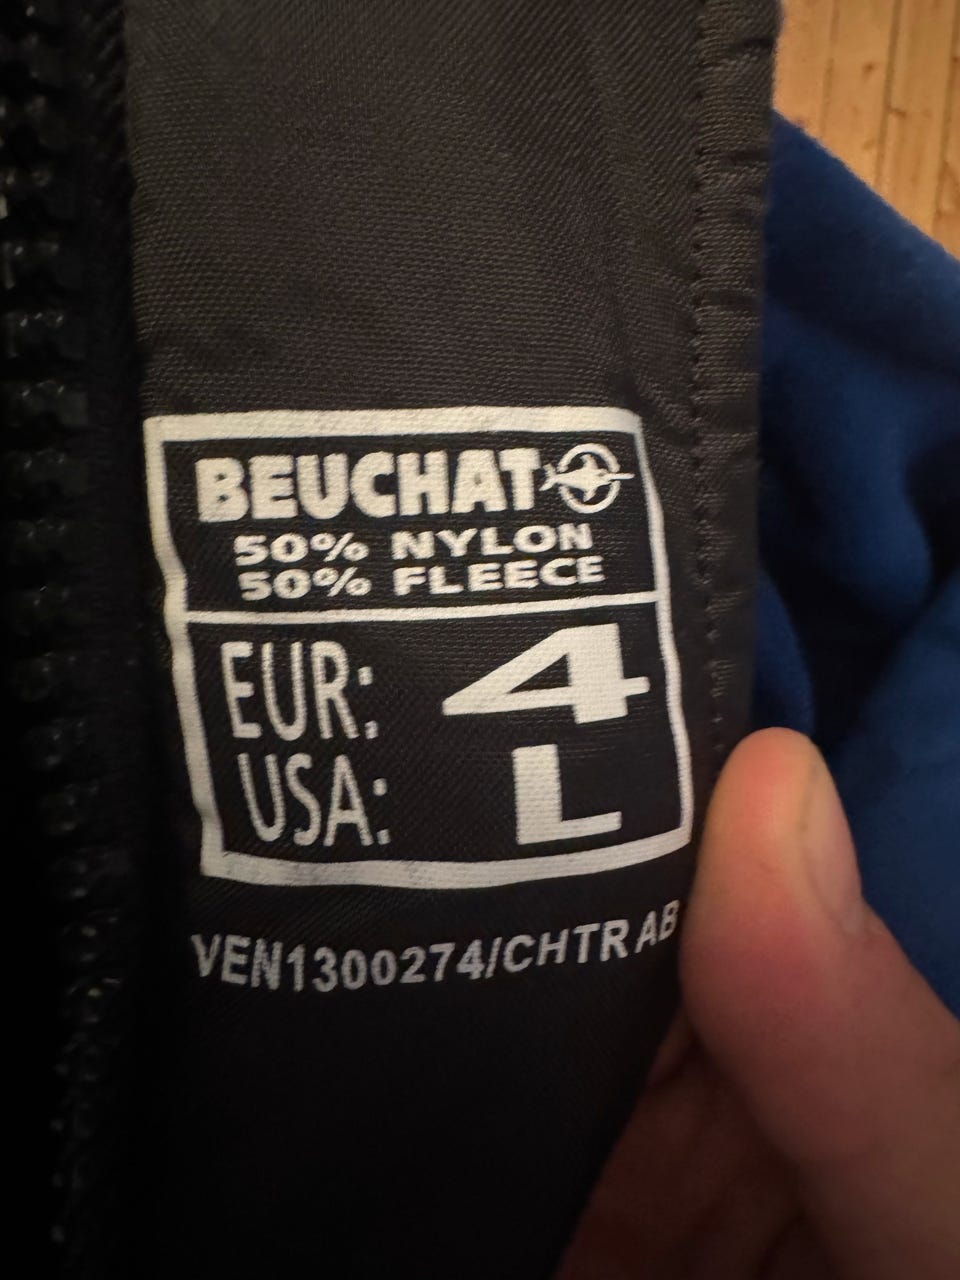 BEUCHAT
50% NYLON
50% FLEECE
EUR: 4
USA: L
VEN1300274/CHTRAB